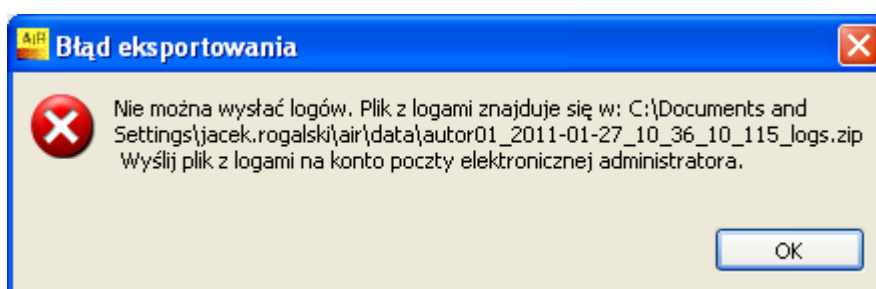 AIR Błąd eksportowania
Nie można wysłać logów. Plik z logami znajduje się w: C:\Documents and
Settings\jacek.rogalski\air\data\autor01_2011-01-27_10_36_10_115_logs.zip
Wyślij plik z logami na konto poczty elektronicznej administratora.
OK